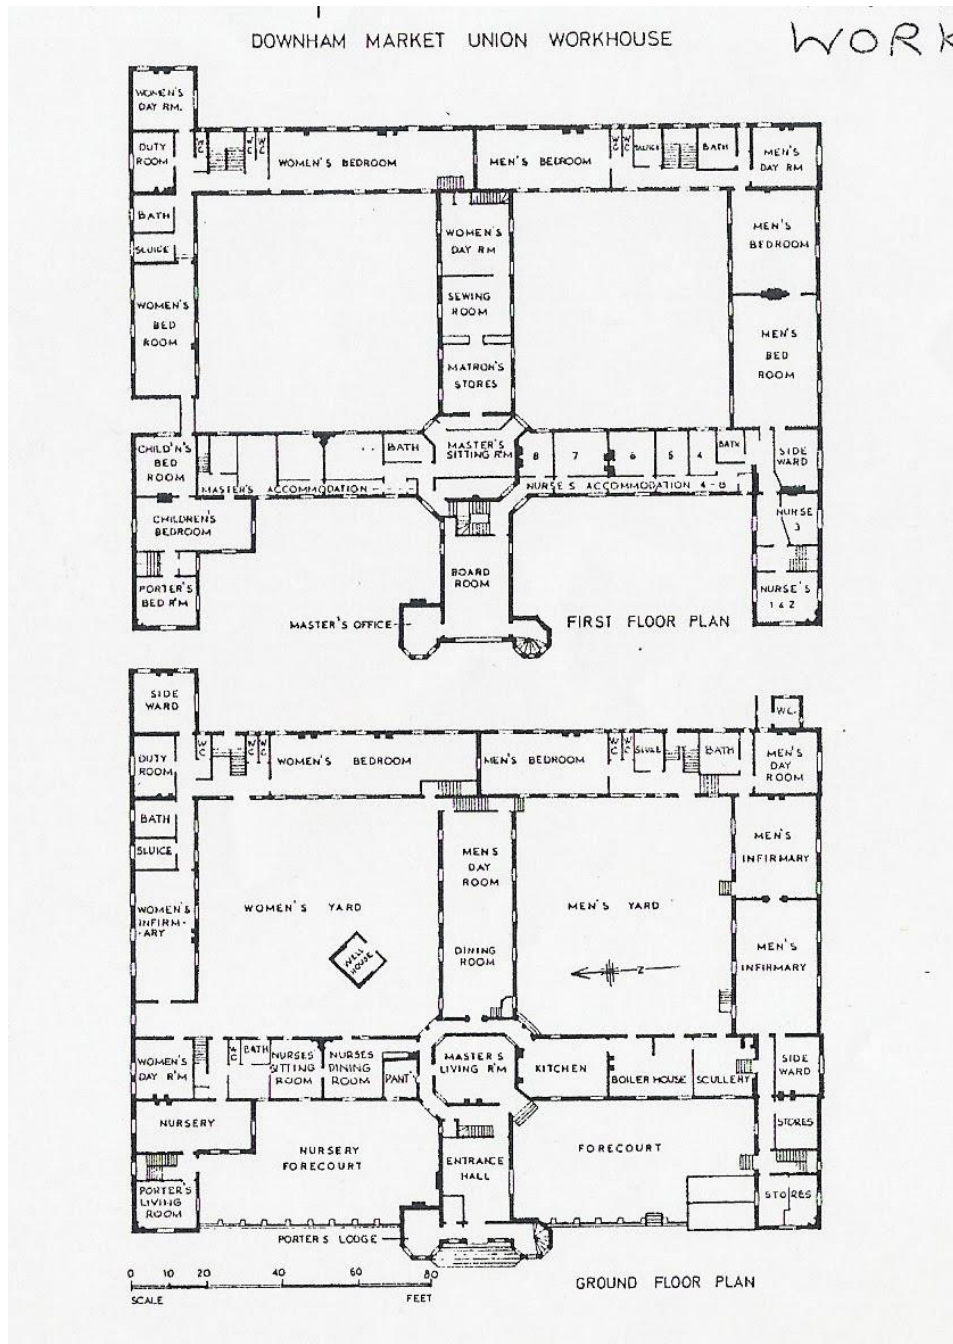 DOWNHAM MARKET UNION WORKHOUSE
WORK
WOMEN'S
DAY RM.
DUTY
ROOM
W.C
W.C
W.C
WOMEN'S BEDROOM
MEN'S BEDROOM
W.C
W.C
SLUICE
BATH
MEN'S
DAY RM
BATH
SLUICE
WOMEN'S
DAY RM
MEN'S
BEDROOM
SEWING
ROOM
WOMEN'S
BED
ROOM
MEN'S
BED
ROOM
MATRON'S
STORES
CHILD'N'S
BED
ROOM
BATH
MASTER'S
SITTING R'M
8
7
6
5
4
BATH
SIDE
WARD
MASTER'S ACCOMMODATION
NURSE'S ACCOMMODATION 4-8
CHILDREN'S
BEDROOM
NURSE
3
PORTER'S
BED R'M
BOARD
ROOM
NURSE'S
1 & 2
MASTER'S OFFICE
FIRST FLOOR PLAN
SIDE
WARD
W.C.
DUTY
ROOM
W.C
W.C
W.C
WOMEN'S BEDROOM
MEN'S BEDROOM
W.C
W.C
SLUICE
BATH
MEN'S
DAY
ROOM
BATH
SLUICE
MEN'S
DAY
ROOM
MEN'S
INFIRMARY
WOMEN'S
INFIRM-
-ARY
WOMEN'S YARD
MEN'S YARD
WELL
HOUSE
DINING
ROOM
MEN'S
INFIRMARY
N
WOMEN'S
DAY R'M
W.C
BATH
NURSES'
SITTING
ROOM
NURSES
DINING
ROOM
PANT'
MASTER'S
LIVING R'M
KITCHEN
BOILER HOUSE
SCULLERY
SIDE
WARD
NURSERY
NURSERY
FORECOURT
FORECOURT
STORES
ENTRANCE
HALL
PORTER'S
LIVING
ROOM
STORES
PORTER'S LODGE
0 10 20 40 60 80
SCALE FEET
GROUND FLOOR PLAN